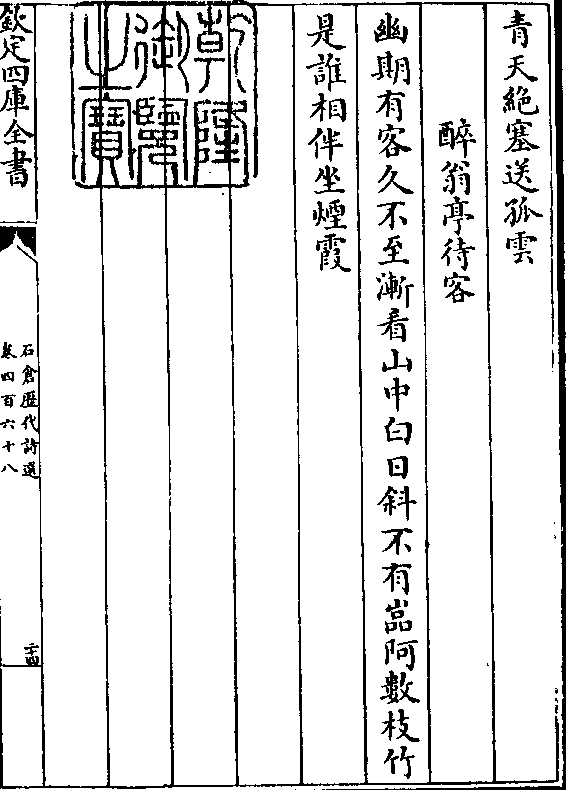 青天絶塞送孤雲
醉翁亭待客
幽期有客久不至漸看山中白日斜不有嵓阿數枝竹
是誰相伴坐煙霞
乾隆御覽之寶
欽定四庫全書
石倉歴代詩選
卷四百六十八
二十四